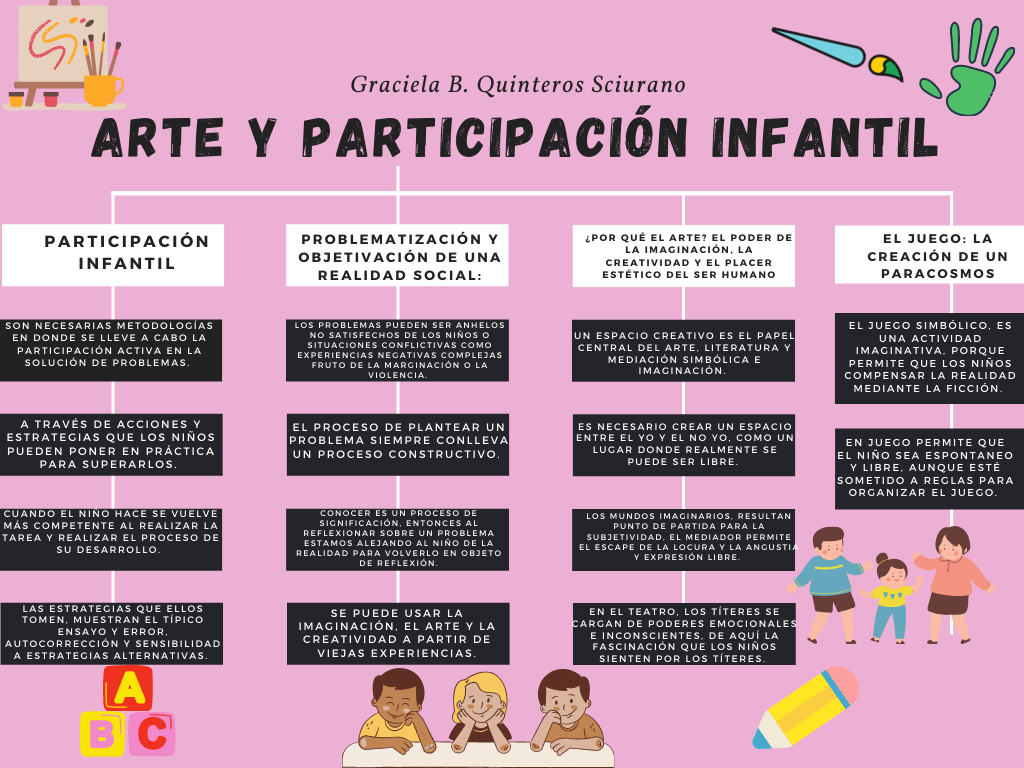 Graciela B. Quinteros Sciurano
ARTE Y PARTICIPACIÓN INFANTIL
PARTICIPACIÓN
INFANTIL
SON NECESARIAS METODOLOGÍAS
EN DONDE SE LLEVE A CABO LA
PARTICIPACIÓN ACTIVA EN LA
SOLUCIÓN DE PROBLEMAS.
A TRAVÉS DE ACCIONES Y
ESTRATEGIAS QUE LOS NIÑOS
PUEDEN PONER EN PRÁCTICA
PARA SUPERARLOS.
CUANDO EL NIÑO HACE SE VUELVE
MÁS COMPETENTE AL REALIZAR LA
TAREA Y REALIZAR EL PROCESO DE
SU DESARROLLO.
LAS ESTRATEGIAS QUE ELLOS
TOMEN, MUESTRAN EL TÍPICO
ENSAYO Y ERROR,
AUTOCORRECCIÓN Y SENSIBILIDAD
A ESTRATEGIAS ALTERNATIVAS.
PROBLEMATIZACIÓN Y
OBJETIVACIÓN DE UNA
REALIDAD SOCIAL:
LOS PROBLEMAS PUEDEN SER ANHELOS
NO SATISFECHOS DE LOS NIÑOS O
SITUACIONES CONFLICTIVAS COMO
EXPERIENCIAS NEGATIVAS COMPLEJAS
FRUTO DE LA MARGINACIÓN O LA
VIOLENCIA.
EL PROCESO DE PLANTEAR UN
PROBLEMA SIEMPRE CONLLEVA
UN PROCESO CONSTRUCTIVO.
CONOCER ES UN PROCESO DE
SIGNIFICACIÓN, ENTONCES AL
REFLEXIONAR SOBRE UN PROBLEMA
ESTAMOS ALEJANDO AL NIÑO DE LA
REALIDAD PARA VOLVERLO EN OBJETO
DE REFLEXIÓN.
SE PUEDE USAR LA
IMAGINACIÓN, EL ARTE Y LA
CREATIVIDAD A PARTIR DE
VIEJAS EXPERIENCIAS.
¿POR QUÉ EL ARTE? EL PODER DE
LA IMAGINACIÓN, LA
CREATIVIDAD Y EL PLACER
ESTÉTICO DEL SER HUMANO
UN ESPACIO CREATIVO ES EL PAPEL
CENTRAL DEL ARTE, LITERATURA Y
MEDIACIÓN SIMBÓLICA E
IMAGINACIÓN.
ES NECESARIO CREAR UN ESPACIO
ENTRE EL YO Y EL NO YO, COMO UN
LUGAR DONDE REALMENTE SE
PUEDE SER LIBRE.
LOS MUNDOS IMAGINARIOS, RESULTAN
PUNTO DE PARTIDA PARA LA
SUBJETIVIDAD, EL MEDIADOR PERMITE
EL ESCAPE DE LA LOCURA Y LA ANGUSTIA
Y EXPRESIÓN LIBRE.
EN EL TEATRO, LOS TÍTERES SE
CARGAN DE PODERES EMOCIONALES
E INCONSCIENTES, DE AQUÍ LA
FASCINACIÓN QUE LOS NIÑOS
SIENTEN POR LOS TÍTERES.
EL JUEGO: LA
CREACIÓN DE UN
PARACOSMOS
EL JUEGO SIMBÓLICO, ES
UNA ACTIVIDAD
IMAGINATIVA, PORQUE
PERMITE QUE LOS NIÑOS
COMPENSAR LA REALIDAD
MEDIANTE LA FICCIÓN.
EN JUEGO PERMITE QUE
EL NIÑO SEA ESPONTANEO
Y LIBRE, AUNQUE ESTÉ
SOMETIDO A REGLAS PARA
ORGANIZAR EL JUEGO.
A
B C